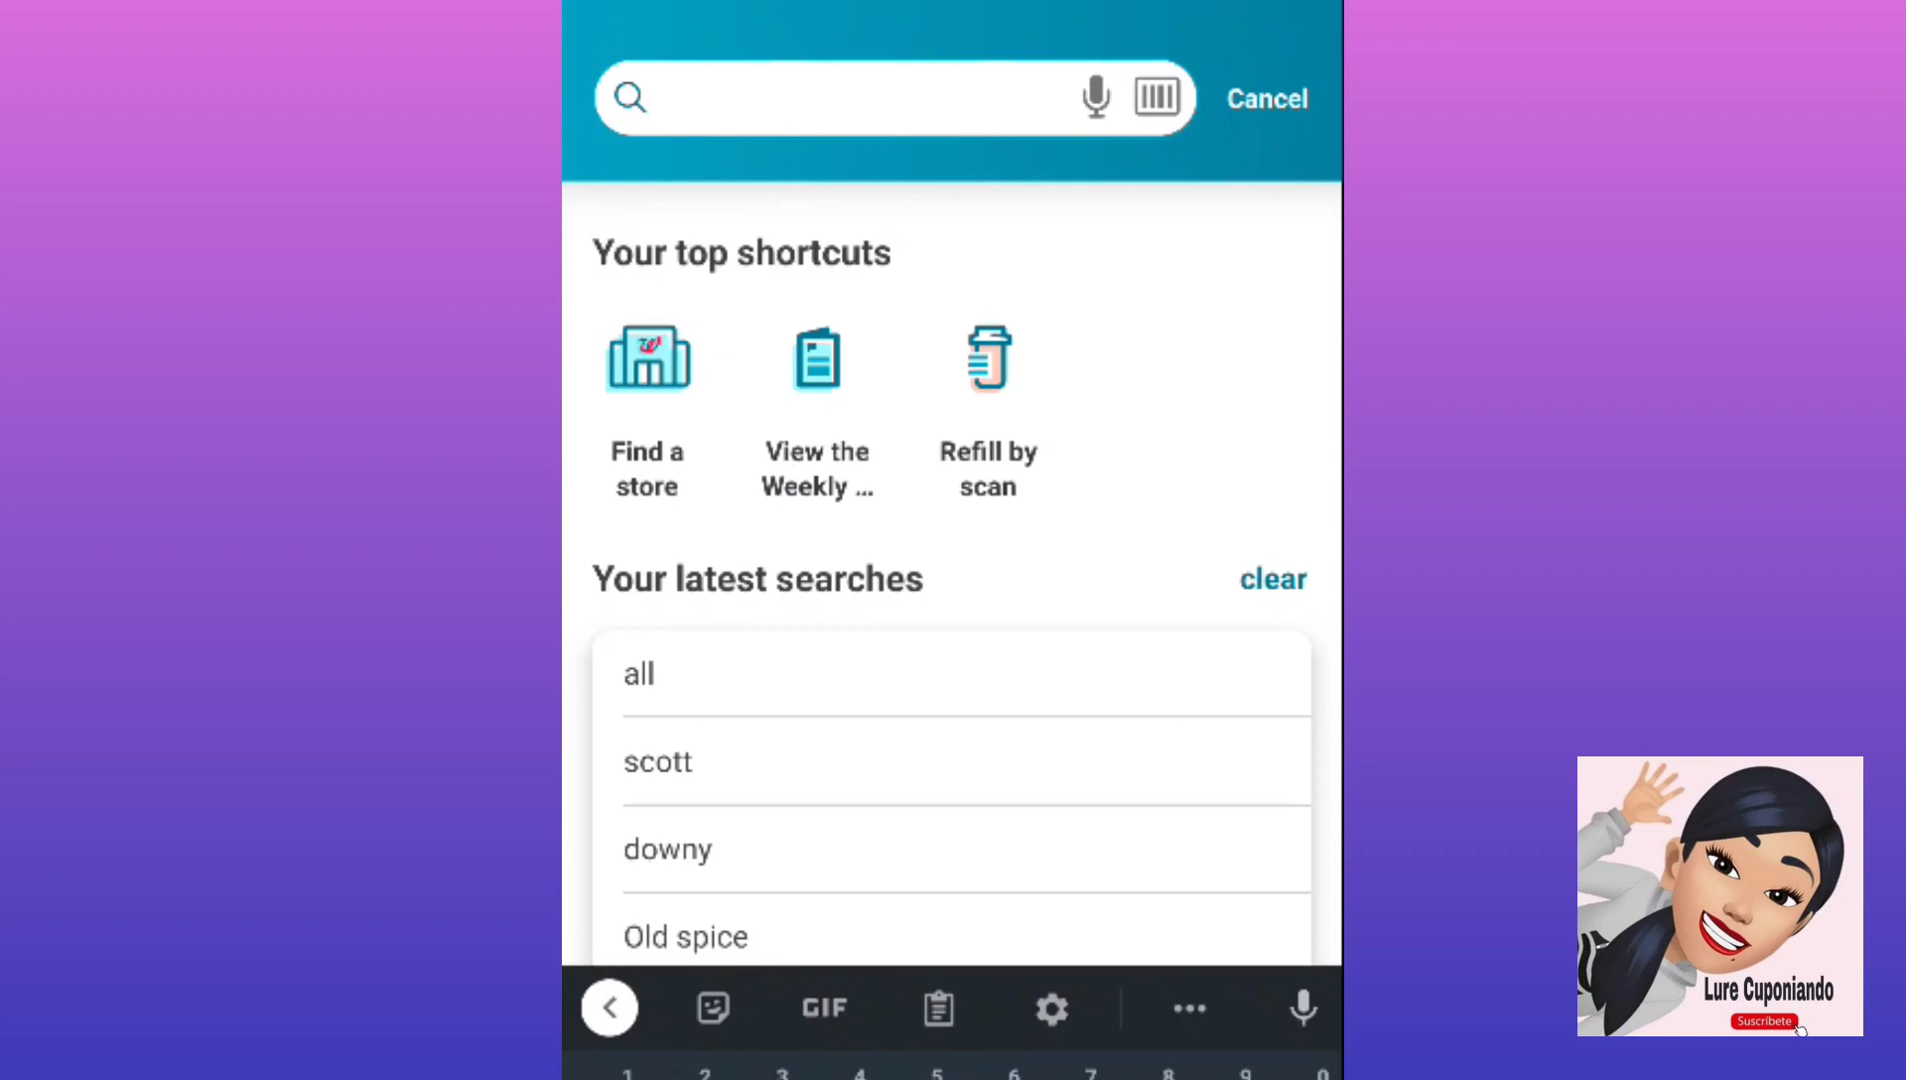 Cancel
Your top shortcuts
Find a
store
View the
Weekly ...
Refill by
scan
Your latest searches
clear
all
scott
downy
Old spice
GIF
1 2 3 4 5 6 7 8 9 0
Lure Cuponiando
Suscríbete